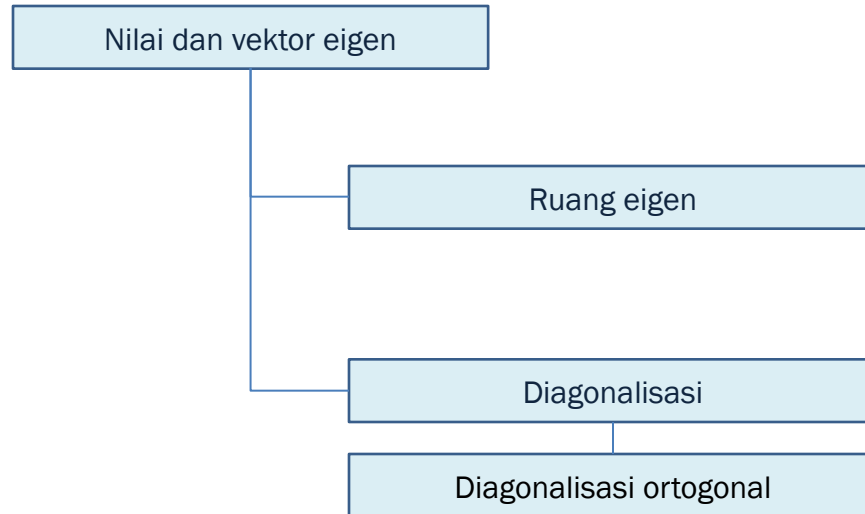 Nilai dan vektor eigen
Ruang eigen
Diagonalisasi
Diagonalisasi ortogonal